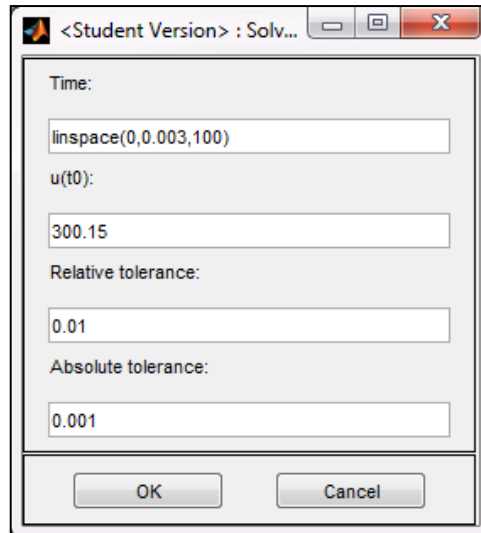 <Student Version> : Solv...
Time:
linspace(0,0.003,100)
u(t0):
300.15
Relative tolerance:
0.01
Absolute tolerance:
0.001
OK Cancel